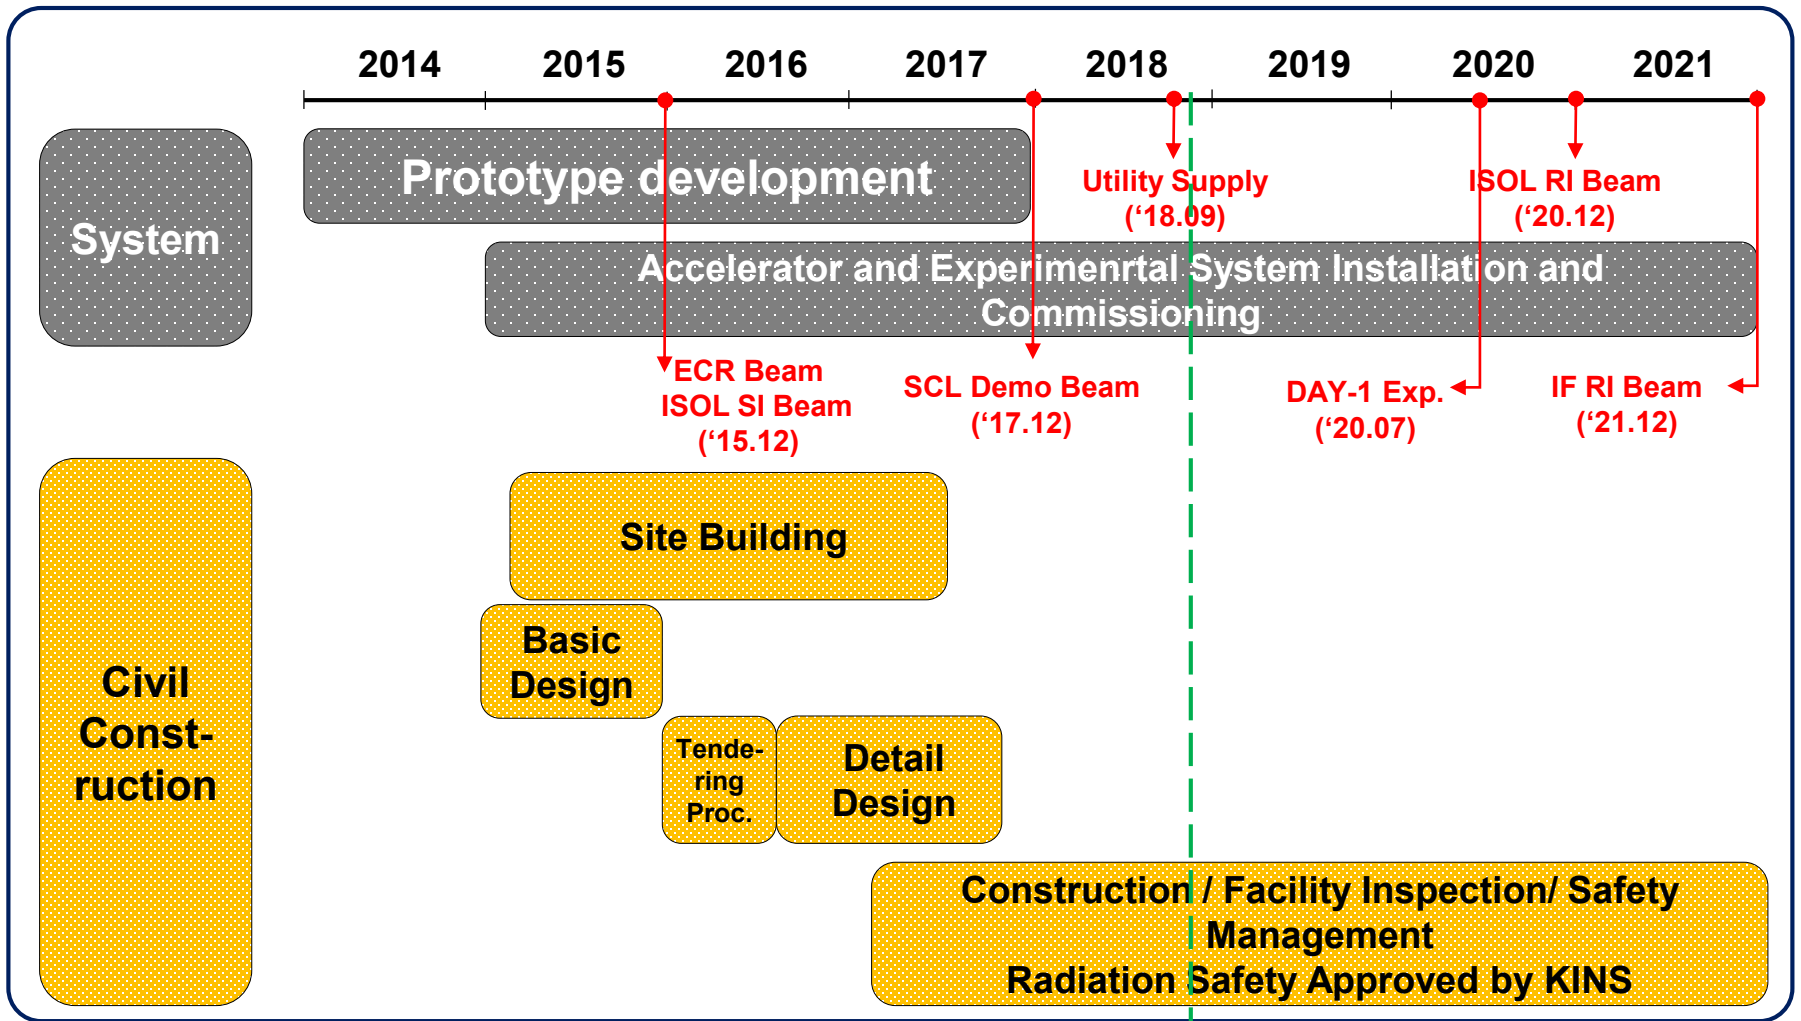 2014 2015 2016 2017 2018 2019 2020 2021
System
Prototype development
Utility Supply
(‘18.09)
ISOL RI Beam
(‘20.12)
Accelerator and Experimenrtal System Installation and
Commissioning
ECR Beam
ISOL SI Beam
(‘15.12)
SCL Demo Beam
(‘17.12)
DAY-1 Exp.
(‘20.07)
IF RI Beam
(‘21.12)
Civil
Const-
ruction
Site Building
Basic
Design
Tende-
ring
Proc.
Detail
Design
Construction / Facility Inspection/ Safety
Management
Radiation Safety Approved by KINS